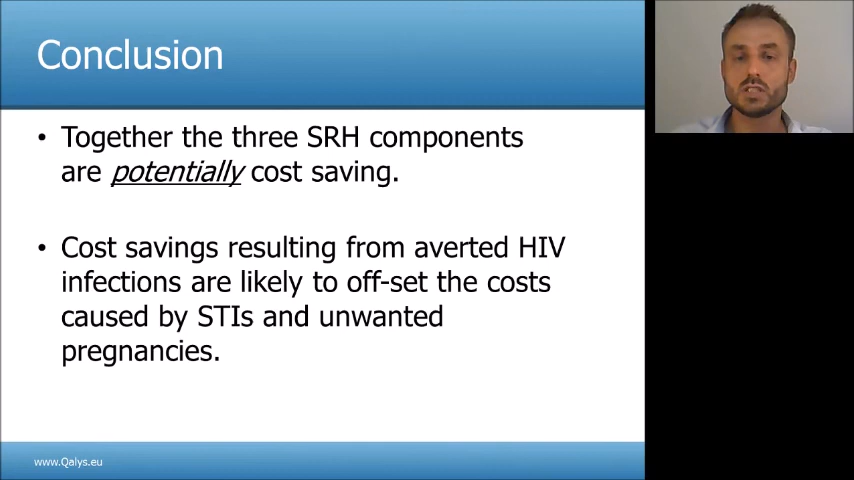 Conclusion
• Together the three SRH components
are potentially cost saving.
• Cost savings resulting from averted HIV
infections are likely to off-set the costs
caused by STIs and unwanted
pregnancies.
www.Qalys.eu